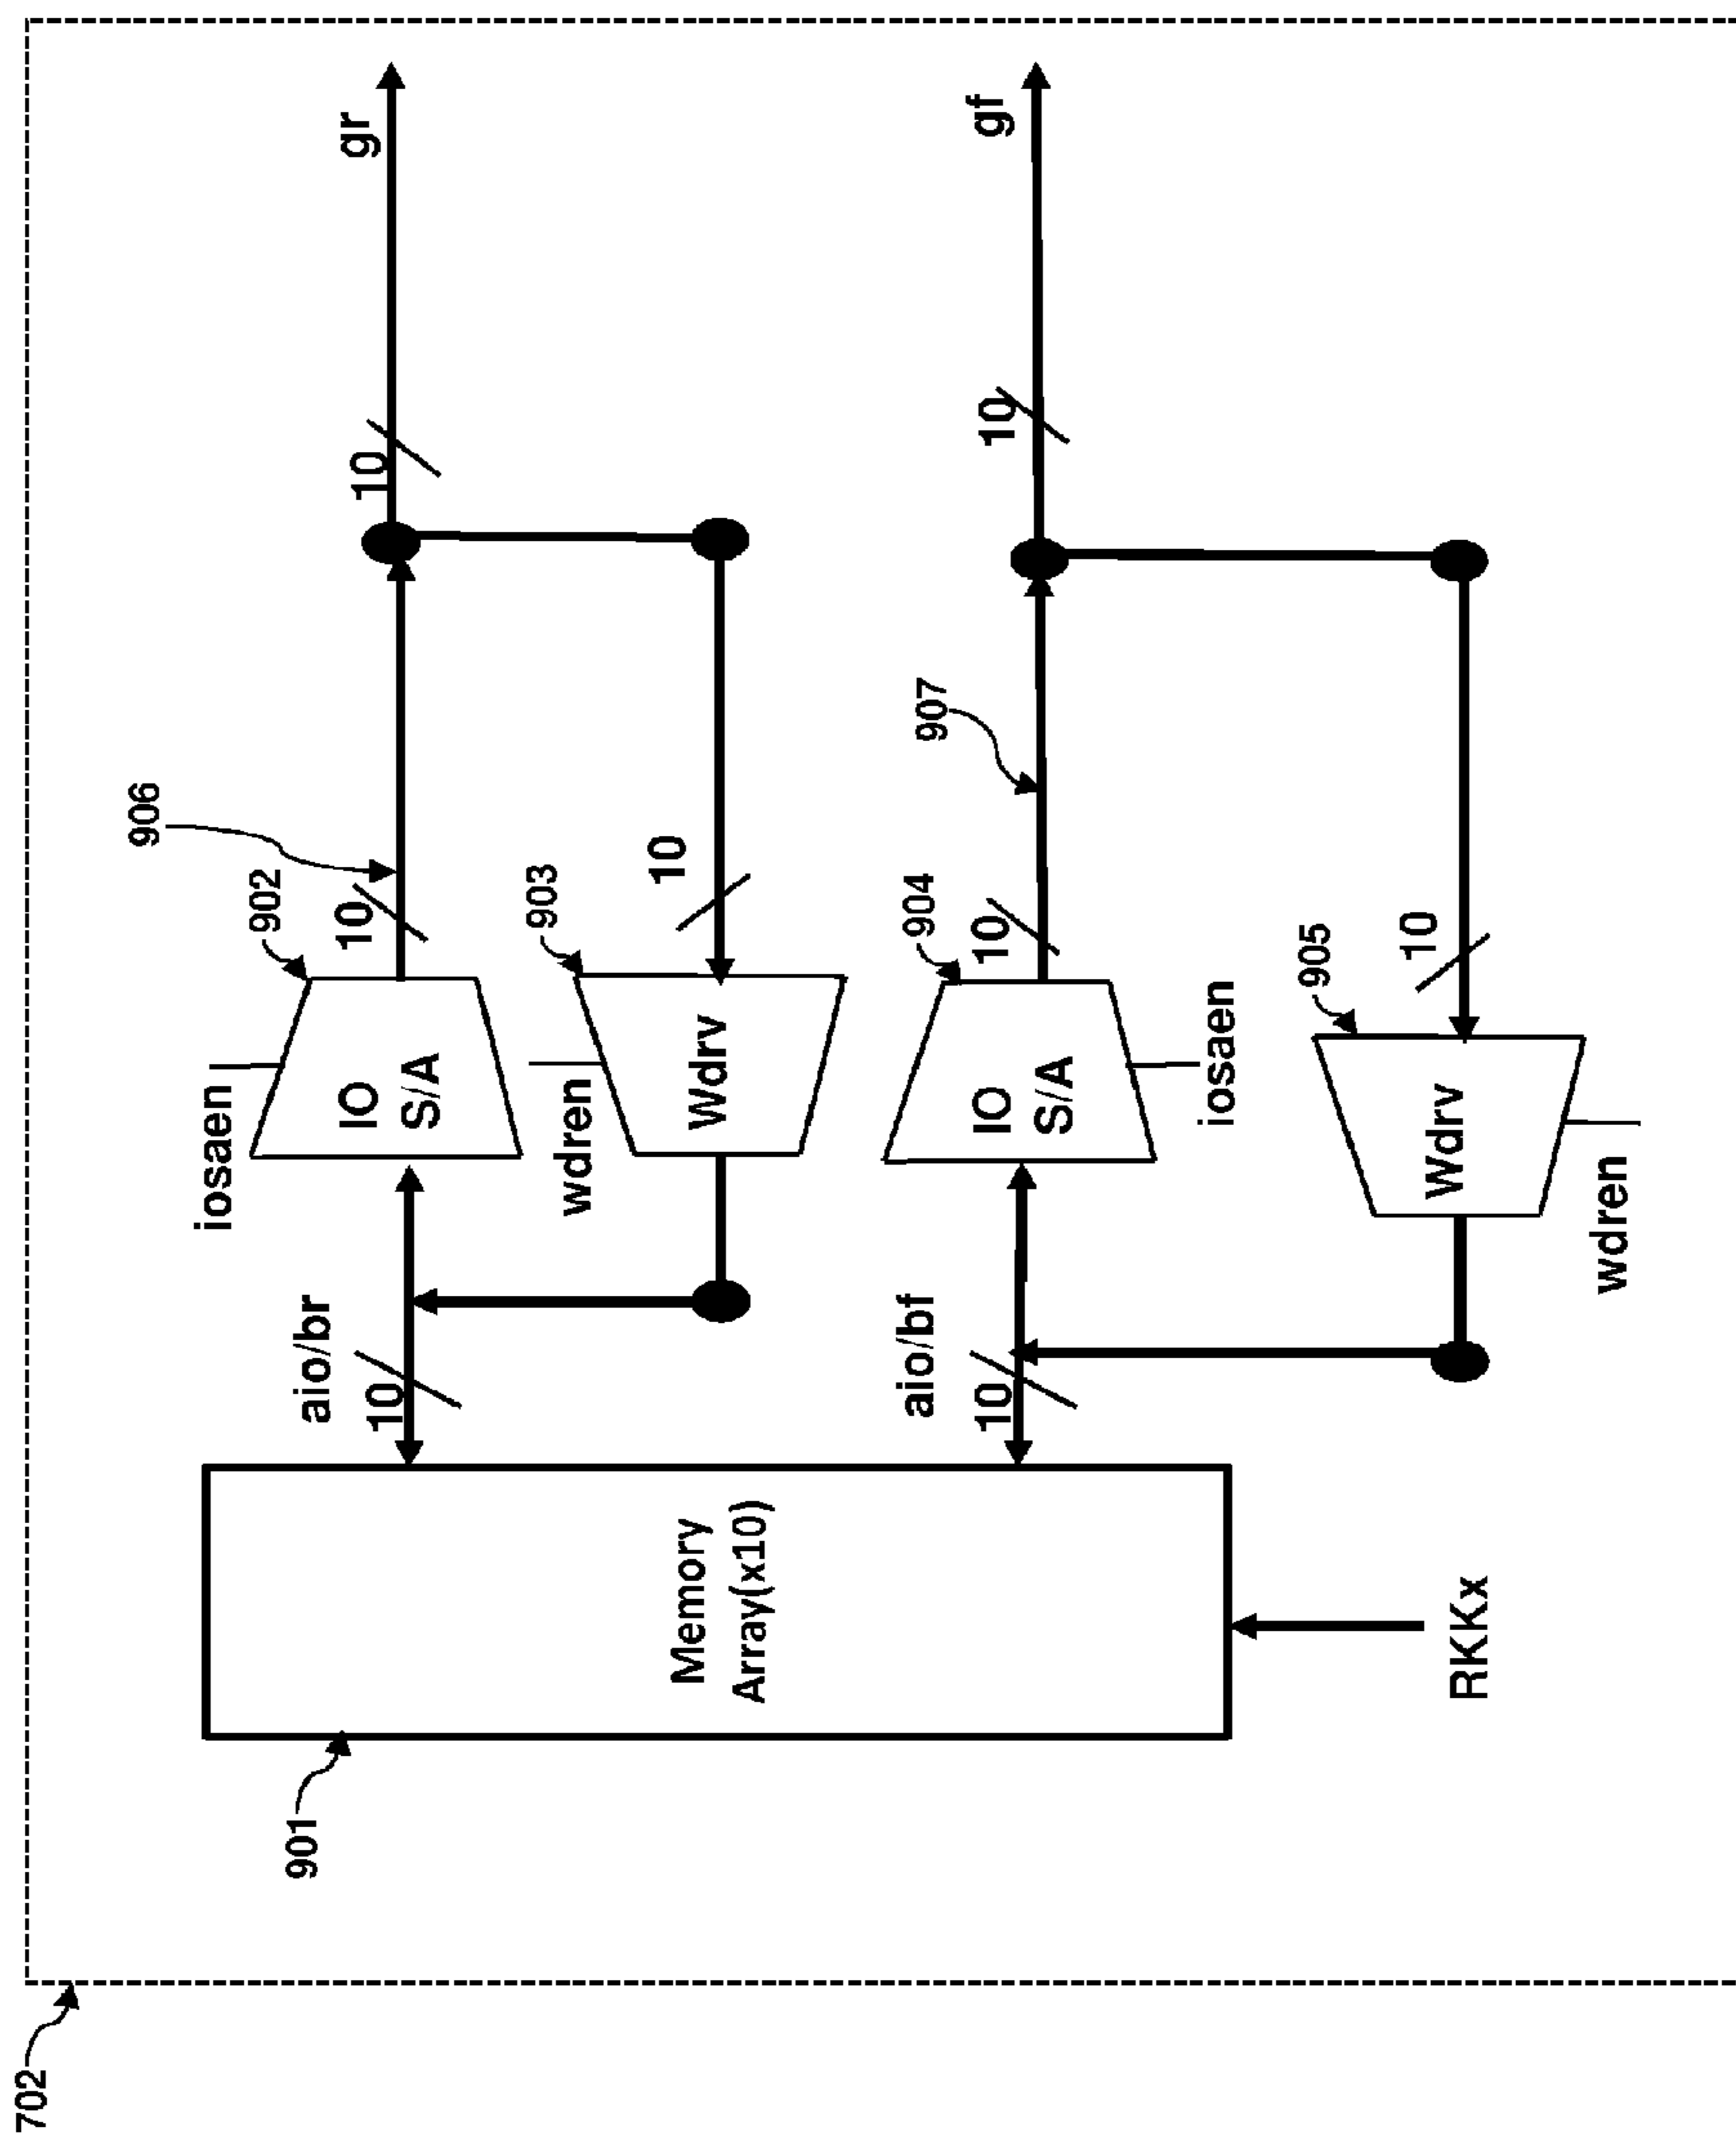 702
901
Memory
Array(x10)
RKKx
aio/br
10
iosaen
IO
S/A
902
10
906
10
gr
wdren
Wdrv
903
10
aio/bf
10
IO
S/A
iosaen
904
10
907
10
gf
Wdrv
wdren
905
10